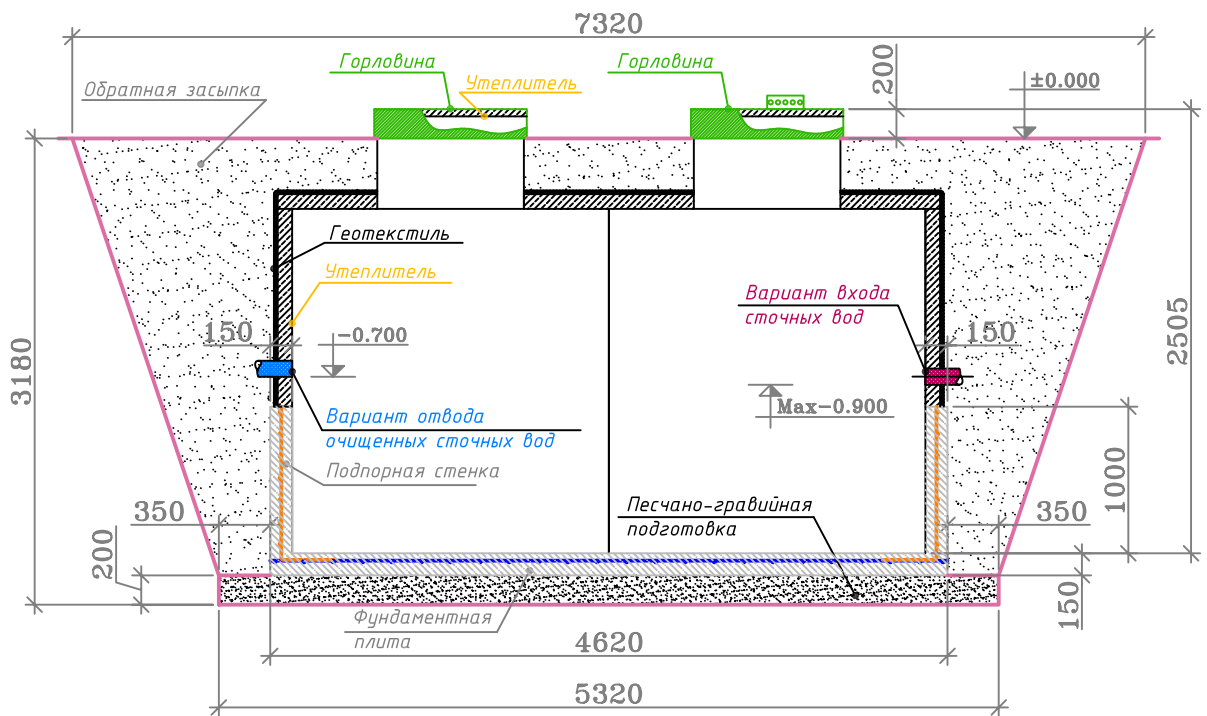 7320
Горловина
Горловина
Утеплитель
Обратная засыпка
200
±0.000
Геотекстиль
Утеплитель
Вариант входа
сточных вод
150
-0.700
150
2505
3180
Max-0.900
Вариант отвода
очищенных сточных вод
Подпорная стенка
1000
Песчано-гравийная
подготовка
350
350
200
150
Фундаментная
плита
4620
5320